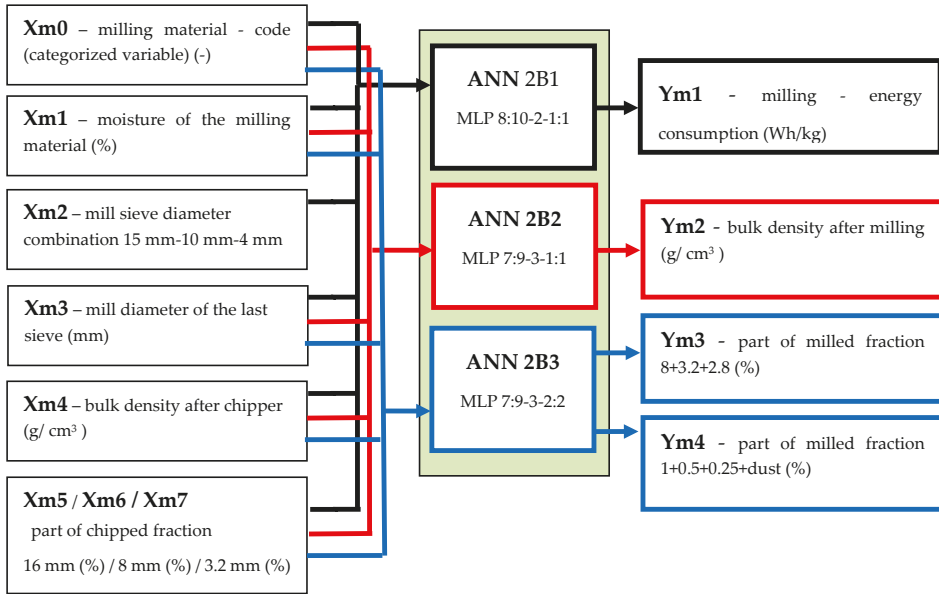 Xm0 – milling material - code
(categorized variable) (-)
Xm1 – moisture of the milling
material (%)
Xm2 – mill sieve diameter
combination 15 mm-10 mm-4 mm
Xm3 – mill diameter of the last
sieve (mm)
Xm4 – bulk density after chipper
(g/ cm³ )
Xm5 / Xm6 / Xm7
part of chipped fraction
16 mm (%) / 8 mm (%) / 3.2 mm (%)
ANN 2B1
MLP 8:10-2-1:1
ANN 2B2
MLP 7:9-3-1:1
ANN 2B3
MLP 7:9-3-2:2
Ym1 - milling - energy
consumption (Wh/kg)
Ym2 - bulk density after milling
(g/ cm³ )
Ym3 - part of milled fraction
8+3.2+2.8 (%)
Ym4 - part of milled fraction
1+0.5+0.25+dust (%)